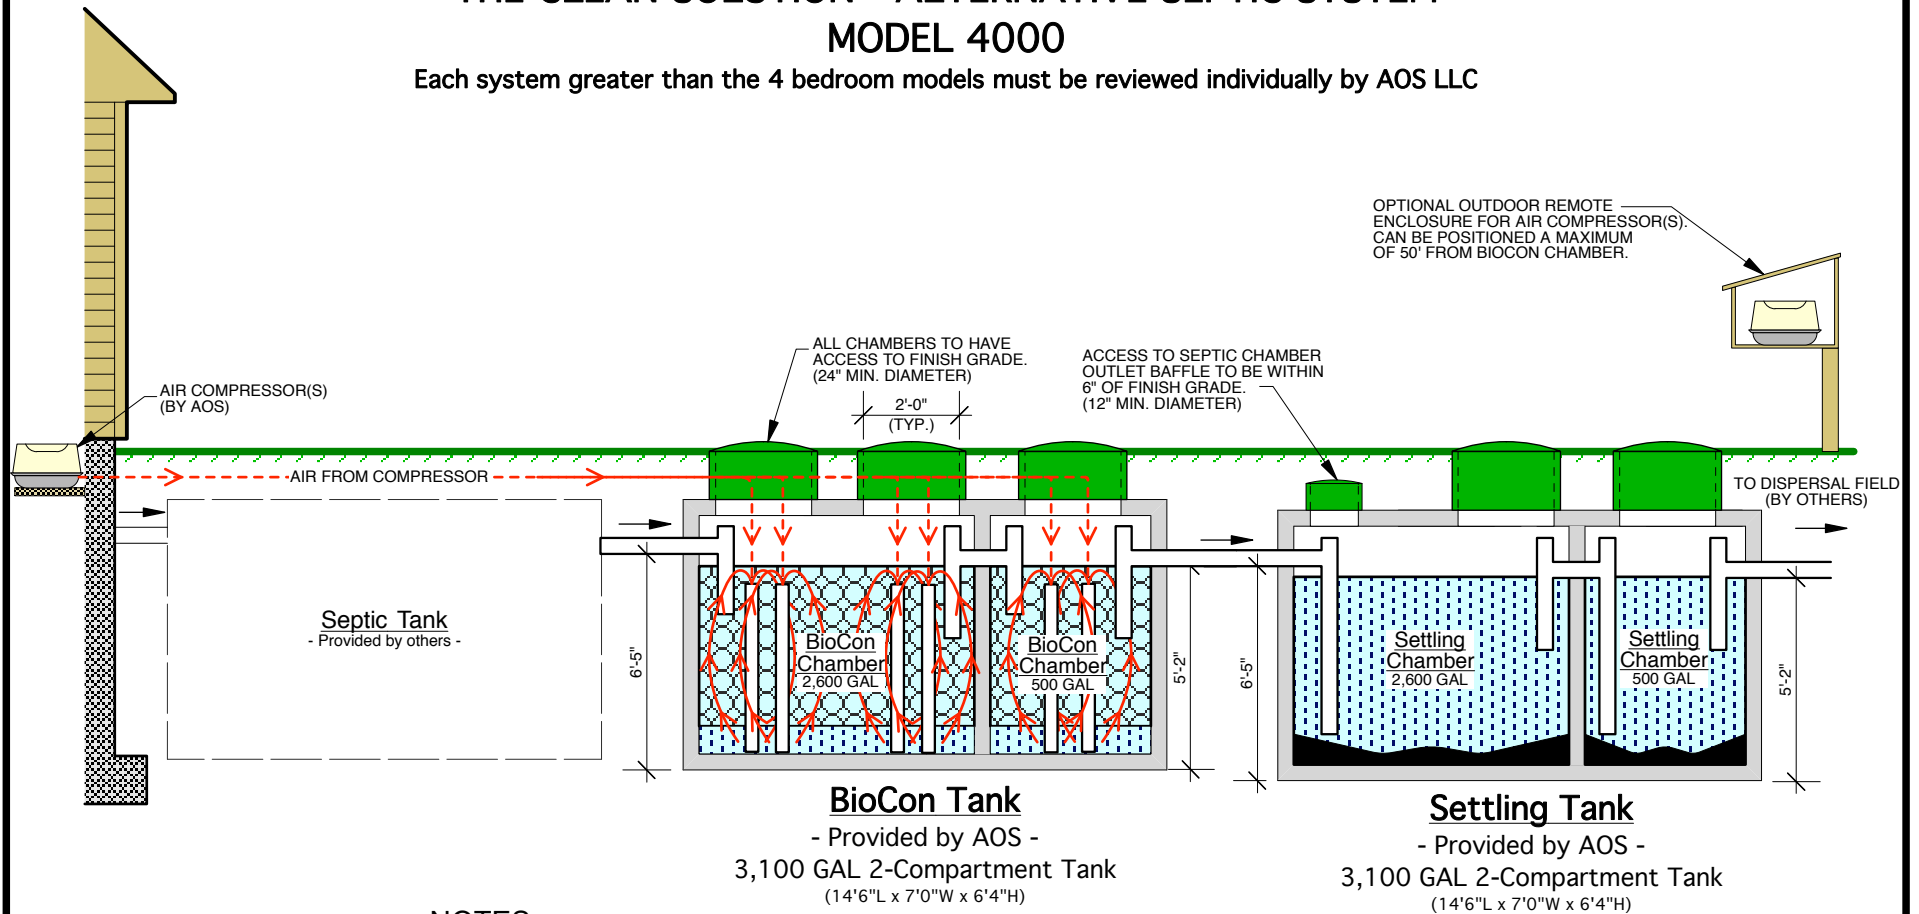 THE CLEAN SOLUTION - ALTERNATIVE SEPTIC SYSTEM
MODEL 4000
Each system greater than the 4 bedroom models must be reviewed individually by AOS LLC
OPTIONAL OUTDOOR REMOTE
ENCLOSURE FOR AIR COMPRESSOR(S).
CAN BE POSITIONED A MAXIMUM
OF 50' FROM BIOCON CHAMBER.
ALL CHAMBERS TO HAVE
ACCESS TO FINISH GRADE.
(24" MIN. DIAMETER)
ACCESS TO SEPTIC CHAMBER
OUTLET BAFFLE TO BE WITHIN
6" OF FINISH GRADE.
(12" MIN. DIAMETER)
AIR COMPRESSOR(S)
(BY AOS)
2'-0"
(TYP.)
AIR FROM COMPRESSOR
TO DISPERSAL FIELD
(BY OTHERS)
Septic Tank
- Provided by others -
6'-5"
BioCon
Chamber
2,600 GAL
BioCon
Chamber
500 GAL
5'-2"
6'-5"
Settling
Chamber
2,600 GAL
Settling
Chamber
500 GAL
5'-2"
BioCon Tank
- Provided by AOS -
3,100 GAL 2-Compartment Tank
(14'6"L x 7'0"W x 6'4"H)
Settling Tank
- Provided by AOS -
3,100 GAL 2-Compartment Tank
(14'6"L x 7'0"W x 6'4"H)
NOTES